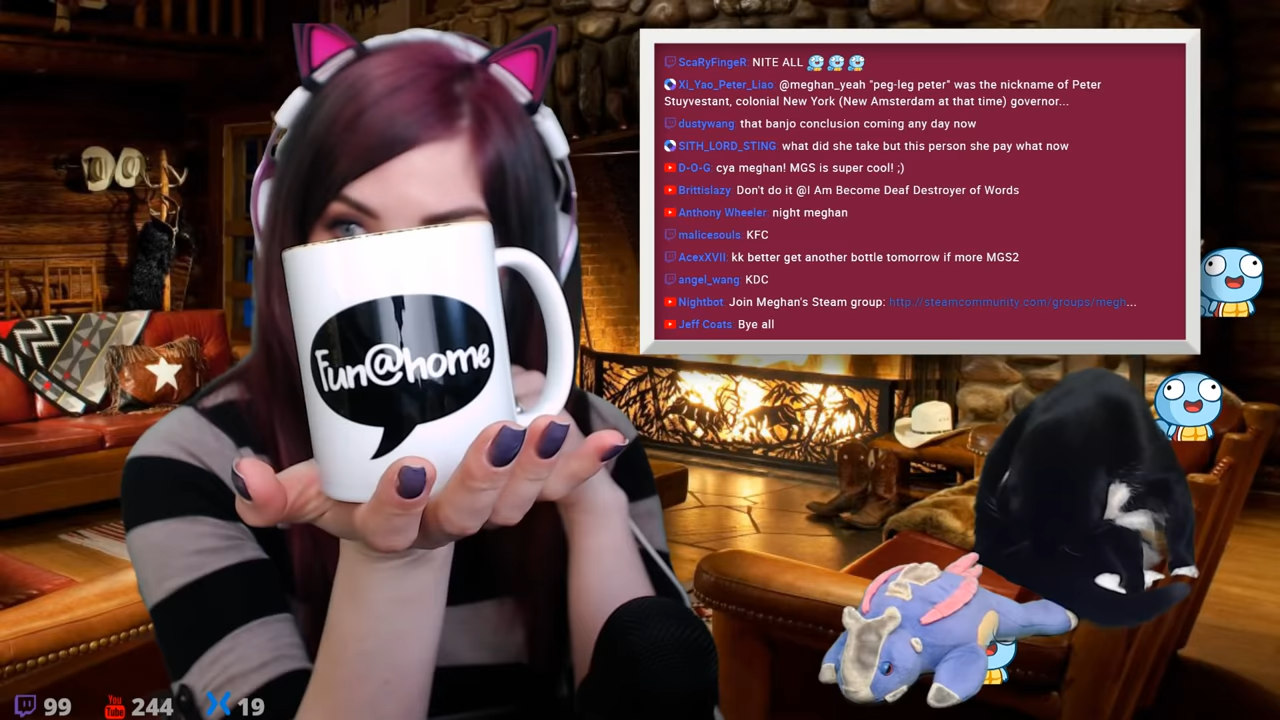 ScaRyFingeR NITE ALL
Xi_Yao_Peter_Liao @meghan_yeah "peg-leg peter" was the nickname of Peter
Stuyvestant, colonial New York (New Amsterdam at that time) governor...
dustywang: that banjo conclusion coming any day now
SITH_LORD_STING what did she take but this person she pay what now
D-O-G: cya meghan! MGS is super cool! ;)
Brittislazy Don't do it @I Am Become Deaf Destroyer of Words
Anthony Wheeler night meghan
malicesouls: KFC
AcexXVII: kk better get another bottle tomorrow if more MGS2
angel_wang: KDC
Nightbot: Join Meghan's Steam group: http://steamcommunity.com/groups/megh...
Jeff Coats: Bye all
Fun@home
99 You Tube 244 19